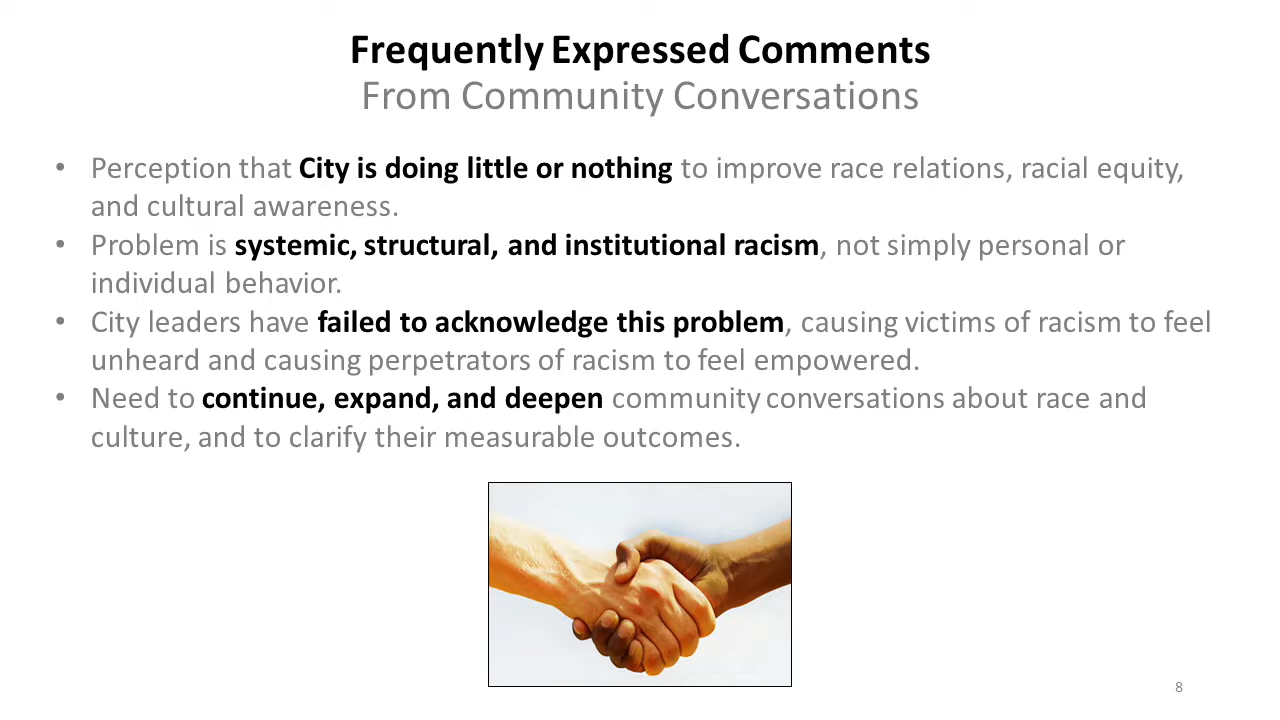 Frequently Expressed Comments
From Community Conversations
• Perception that City is doing little or nothing to improve race relations, racial equity,
and cultural awareness.
• Problem is systemic, structural, and institutional racism, not simply personal or
individual behavior.
• City leaders have failed to acknowledge this problem, causing victims of racism to feel
unheard and causing perpetrators of racism to feel empowered.
• Need to continue, expand, and deepen community conversations about race and
culture, and to clarify their measurable outcomes.
8